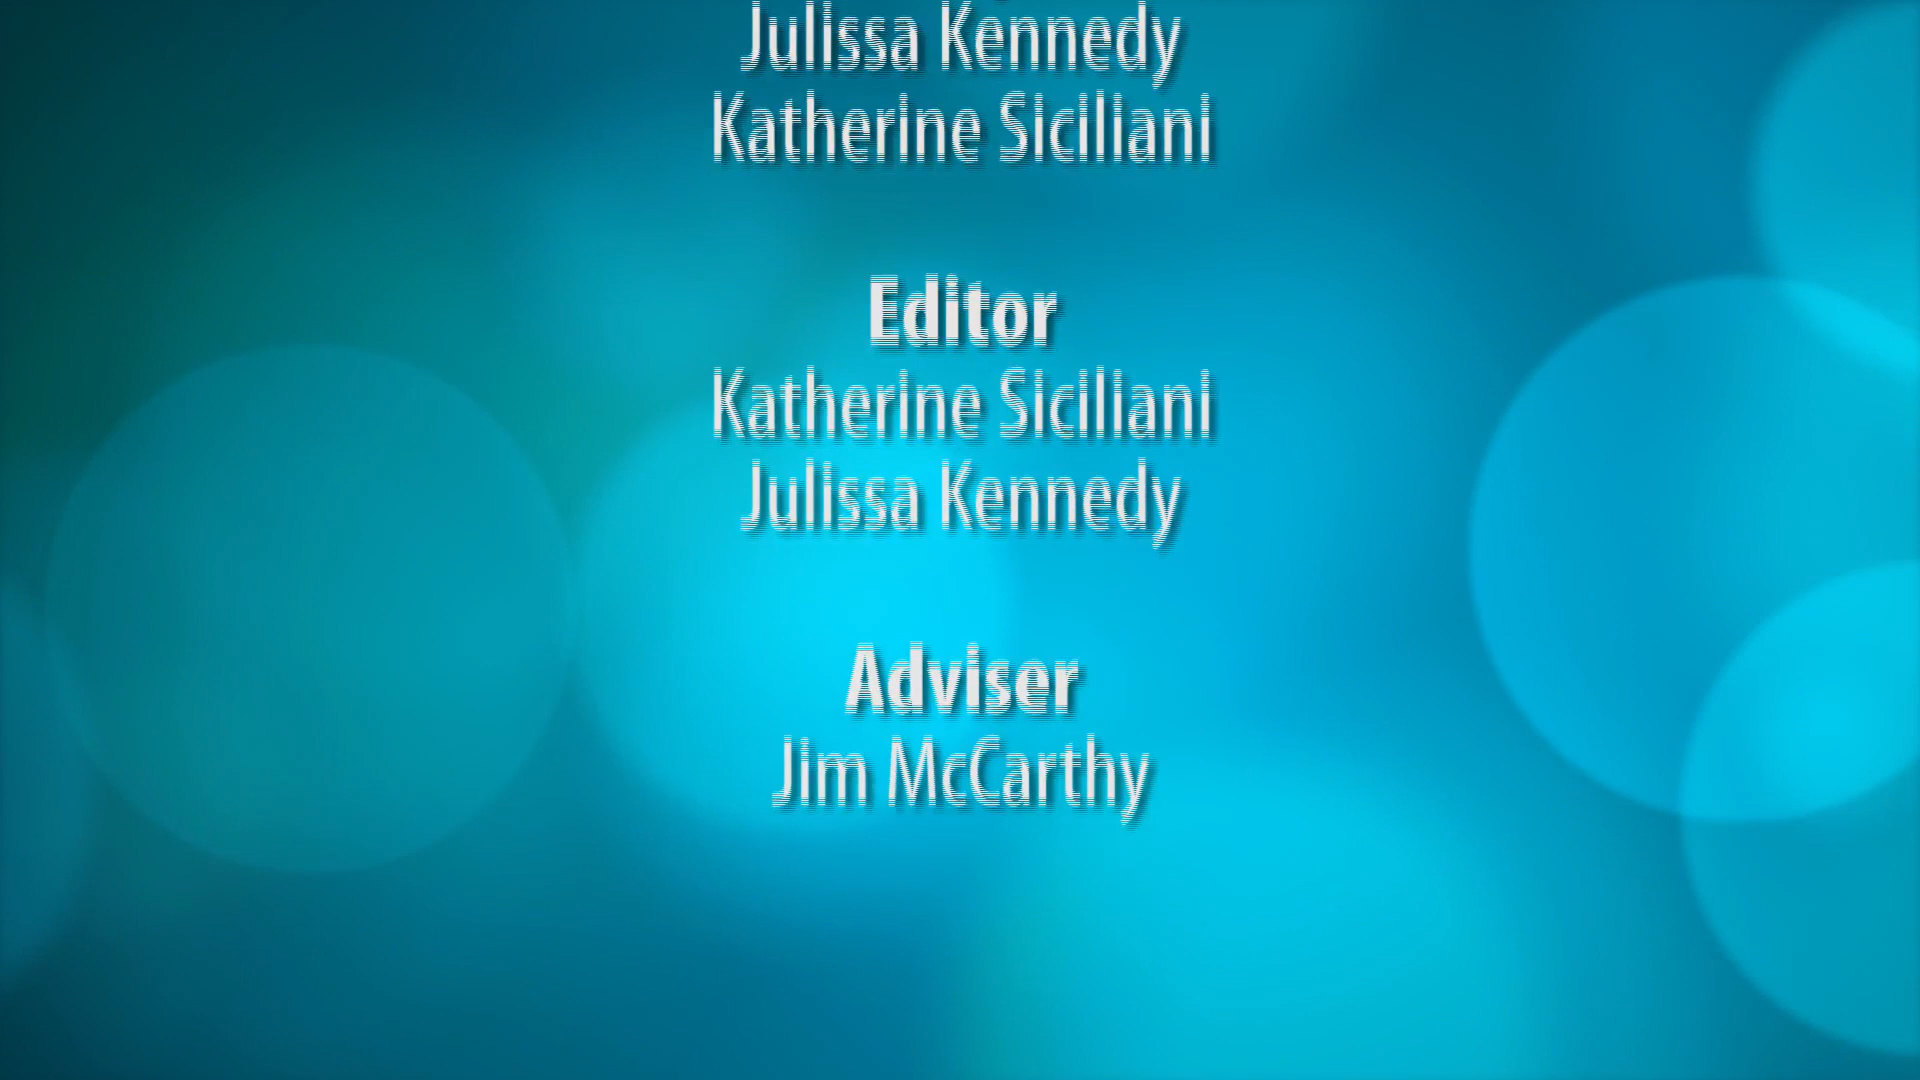 Julissa Kennedy
Katherine Siciliani
Editor
Katherine Siciliani
Julissa Kennedy
Adviser
Jim McCarthy